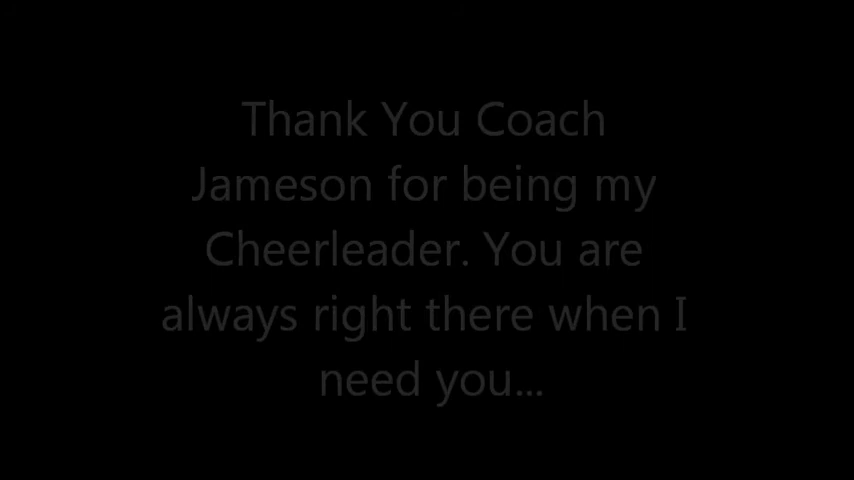 Thank You Coach
Jameson for being my
Cheerleader. You are
always right there when I
need you...